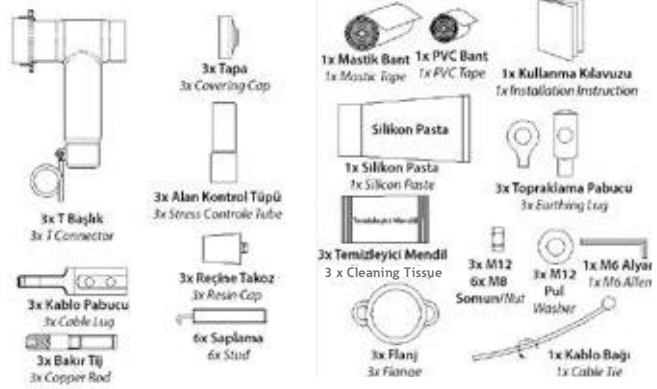 3x T Başlık
3x T Connector
3x Kablo Pabucu
3x Cable Lug
3x Bakır Tij
3x Copper Rod
3x Tapa
3x Covering Cap
3x Alan Kontrol Tüpü
3x Stress Controle Tube
3x Reçine Takoz
3x Resin Cap
6x Saplama
6x Stud
1x Mastik Bant
1x Mastic Tape
1x PVC Bant
1x PVC Tape
1x Kullanma Kılavuzu
1x Installation Instruction
Silikon Pasta
1x Silikon Pasta
1x Silicon Paste
3x Topraklama Pabucu
3x Earthing Lug
Temizleyici Mendil
3x Temizleyici Mendil
3 x Cleaning Tissue
3x M12
6x M8
Somun/Nut
3x M12
Pul
Washer
1x M6 Alyan
1x M6 Allen
3x Flanj
3x Flange
1x Kablo Bağı
1x Cable Tie